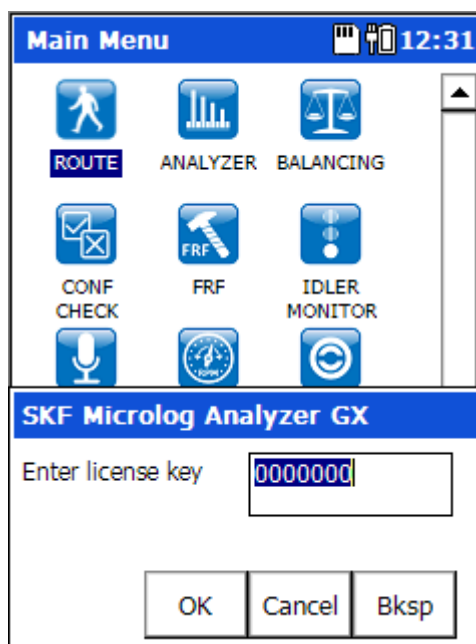 Main Menu 12:31
ROUTE ANALYZER BALANCING
FRF
CONF CHECK FRF IDLER MONITOR
RPM
SKF Microlog Analyzer GX
Enter license key 0000000
OK Cancel Bksp